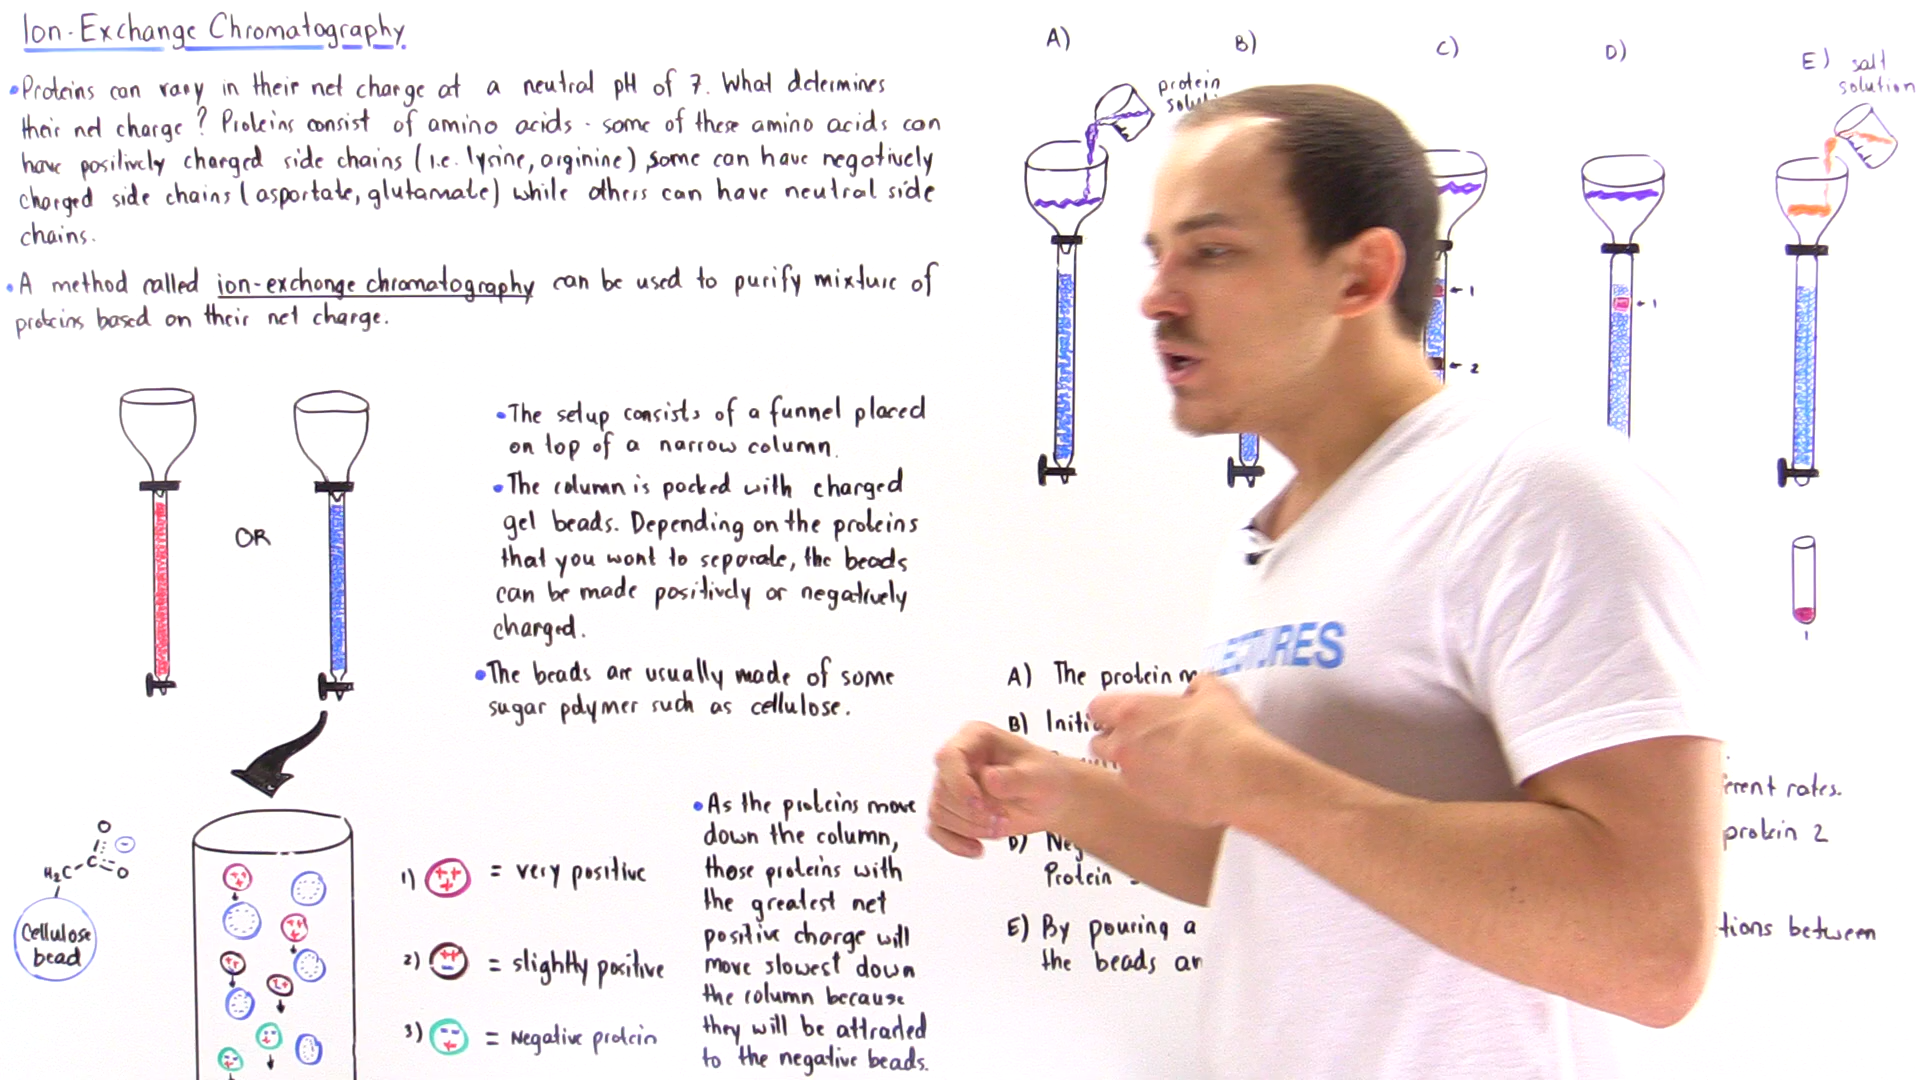 Ion-Exchange Chromatography
•Proteins can vary in their net charge at a neutral pH of 7. What determines
their net charge? Proteins consist of amino acids - some of these amino acids can
have positively charged side chains (i.e. lysine, arginine), some can have negatively
charged side chains (aspartate, glutamate) while others can have neutral side
chains.
•A method called ion-exchange chromatography can be used to purify mixture of
proteins based on their net charge.
OR
•The setup consists of a funnel placed
on top of a narrow column.
•The column is packed with charged
gel beads. Depending on the proteins
that you want to separate, the beads
can be made positively or negatively
charged.
•The beads are usually made of some
sugar polymer such as cellulose.
O
H₂C-C O
Cellulose
bead
1) = very positive
2) = slightly positive
3) = Negative protein
•As the proteins move
down the column,
those proteins with
the greatest net
positive charge will
move slowest down
the column because
they will be attracted
to the negative beads.
A)
B)
C)
D)
E) salt
solution
protein
1
2
1
1
LECTURES
A) The protein
B)
rates.
protein 2
D)
Protein
E) By pouring a
between
the beads